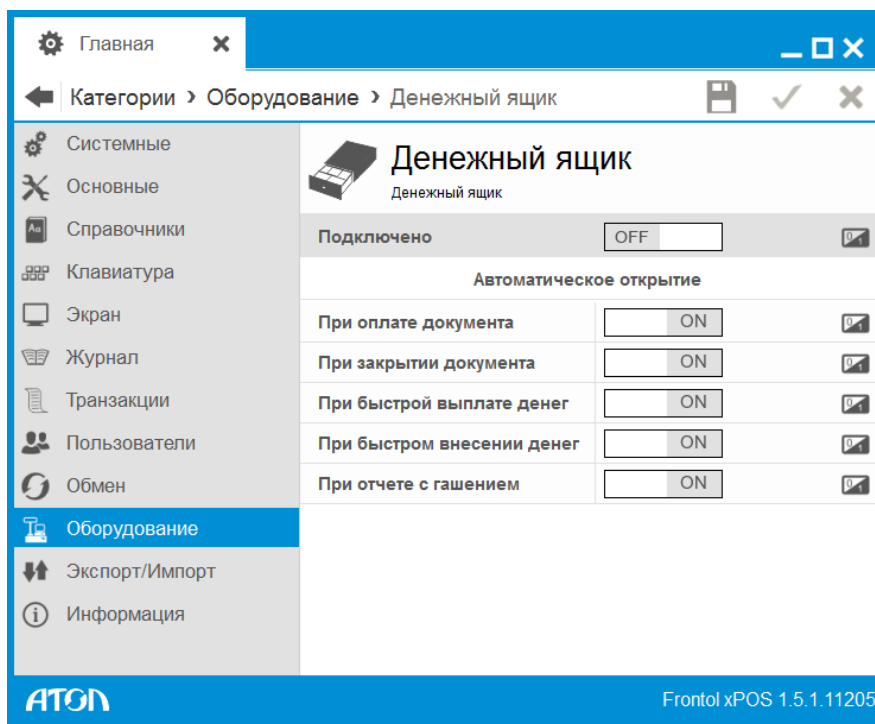 Главная
Категории › Оборудование › Денежный ящик
Системные
Основные
Справочники
Клавиатура
Экран
Журнал
Транзакции
Пользователи
Обмен
Оборудование
Экспорт/Импорт
Информация
Денежный ящик
Денежный ящик
Подключено OFF
Автоматическое открытие
При оплате документа ON
При закрытии документа ON
При быстрой выплате денег ON
При быстром внесении денег ON
При отчете с гашением ON
ATOL Frontol xPOS 1.5.1.11205